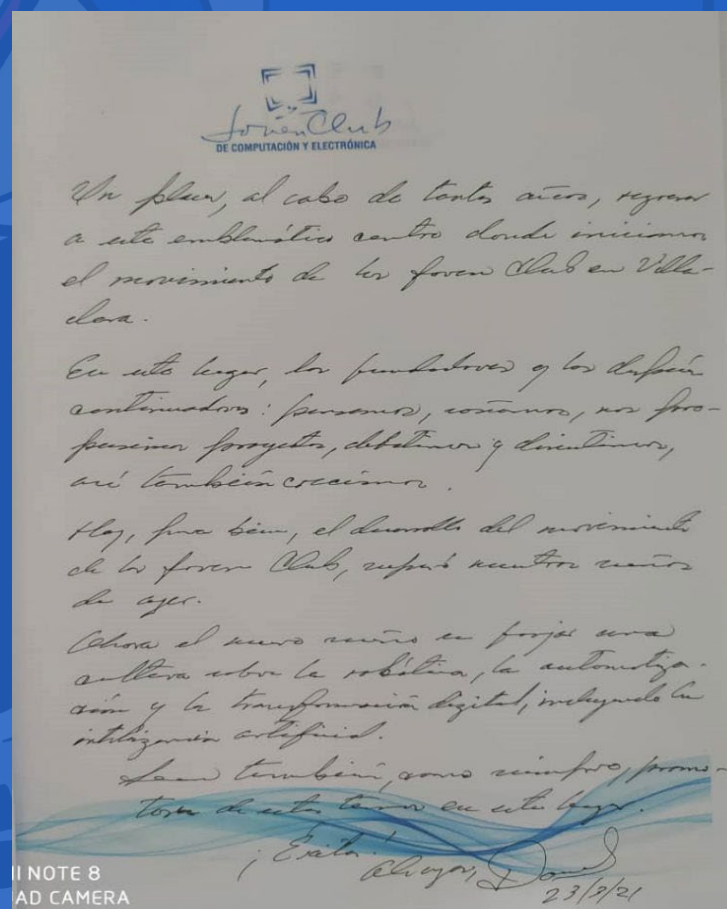 Joven Club
DE COMPUTACIÓN Y ELECTRÓNICA
Un placer, al cabo de tantos años, regresar
a este emblemático centro donde iniciamos
el movimiento de los Joven Club en Villa-
clara.
En este lugar, los fundadores y los después
continuadores: pensamos, soñamos, nos pro-
pusimos proyectos, debatimos y discutimos,
así también crecimos.
Hoy, para bien, el desarrollo del movimiento
de los Joven Club, superó nuestros sueños
de ayer.
Ahora el nuevo sueño es forjar una
cultura sobre la robótica, la automatiza-
ción y la transformación digital, incluyendo la
inteligencia artificial.
Sean también, como siempre, promo-
tores de estos temas en este lugar.
¡Éxitos!
II NOTE 8
AD CAMERA